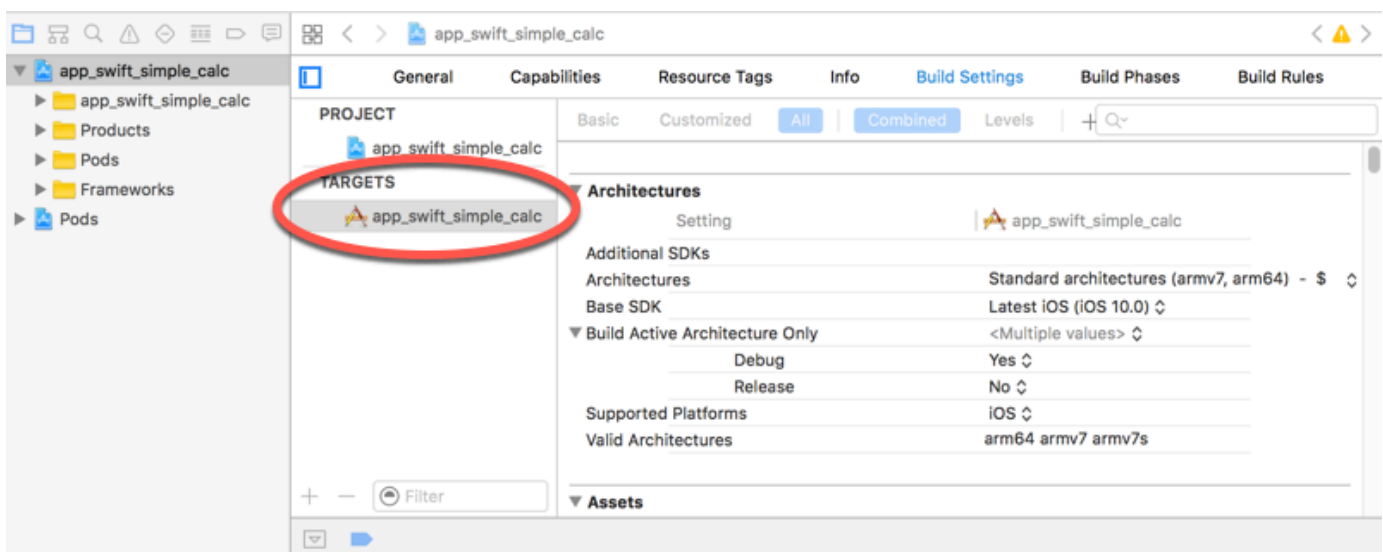 app_swift_simple_calc
app_swift_simple_calc
app_swift_simple_calc
Products
Pods
Frameworks
Pods
General Capabilities Resource Tags Info Build Settings Build Phases Build Rules
PROJECT
app_swift_simple_calc
TARGETS
app_swift_simple_calc
Filter
Basic Customized All Combined Levels
Architectures
Setting app_swift_simple_calc
Additional SDKs
Architectures Standard architectures (armv7, arm64) - $
Base SDK Latest iOS (iOS 10.0)
Build Active Architecture Only <Multiple values>
Debug Yes
Release No
Supported Platforms iOS
Valid Architectures arm64 armv7 armv7s
Assets